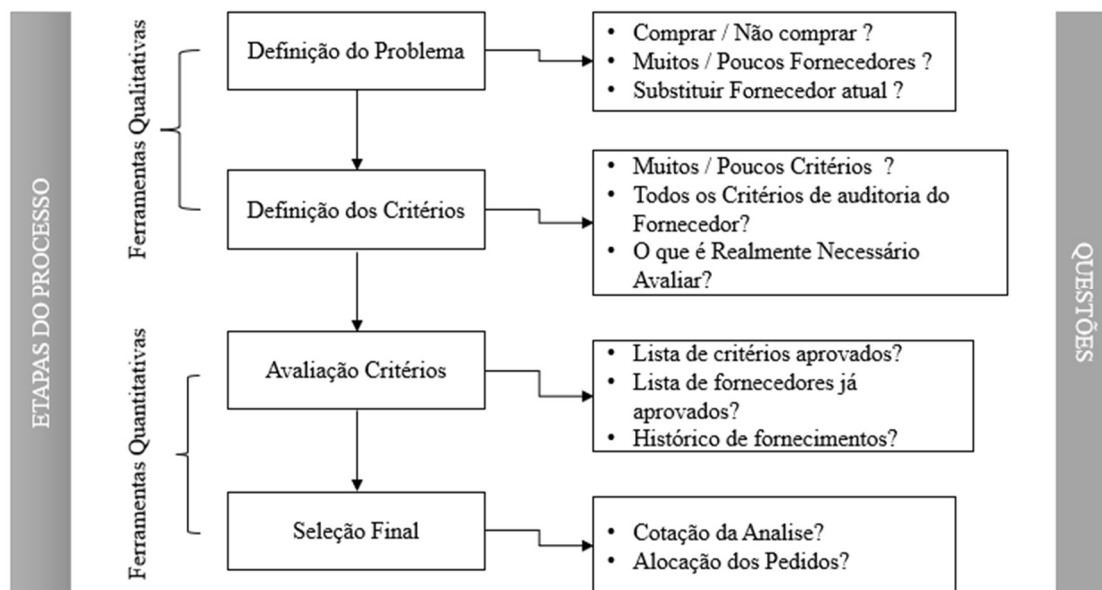 ETAPAS DO PROCESSO
Ferramentas Qualitativas
Definição do Problema
• Comprar / Não comprar ?
• Muitos / Poucos Fornecedores ?
• Substituir Fornecedor atual ?
Definição dos Critérios
• Muitos / Poucos Critérios ?
• Todos os Critérios de auditoria do
Fornecedor?
• O que é Realmente Necessário
Avaliar?
Ferramentas Quantitativas
Avaliação Critérios
• Lista de critérios aprovados?
• Lista de fornecedores já
aprovados?
• Histórico de fornecimentos?
Seleção Final
• Cotação da Analise?
• Alocação dos Pedidos?
QUESTÕES